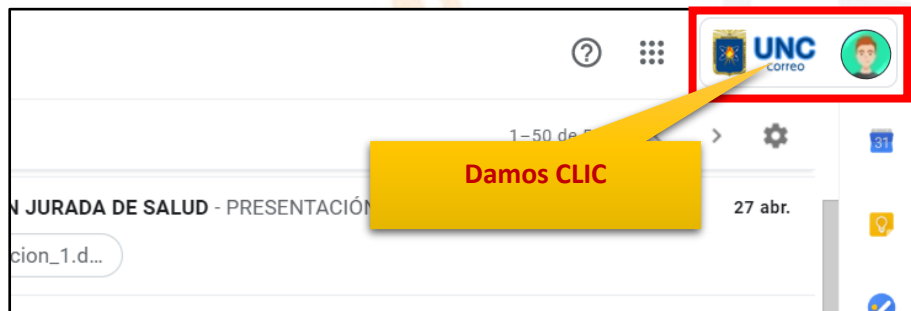 UNC
correo
1–50 de
Damos CLIC
N JURADA DE SALUD - PRESENTACIÓN
27 abr.
31
cion_1.d...